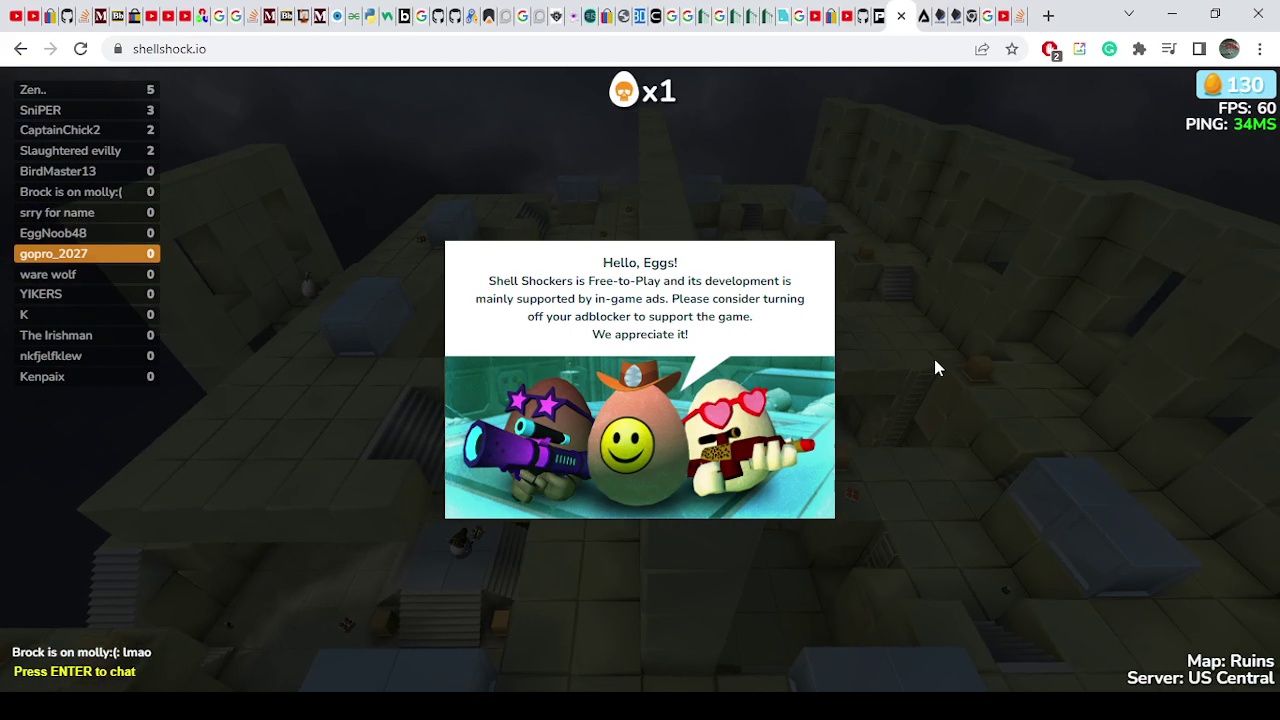 shellshock.io
2
Zen.. 5
SniPER 3
CaptainChick2 2
Slaughtered evilly 2
BirdMaster13 0
Brock is on molly:( 0
srry for name 0
EggNoob48 0
gopro_2027 0
ware wolf 0
YIKERS 0
K 0
The Irishman 0
nkfjelfklew 0
Kenpaix 0
x1
130
FPS: 60
PING: 34MS
Hello, Eggs!
Shell Shockers is Free-to-Play and its development is
mainly supported by in-game ads. Please consider turning
off your adblocker to support the game.
We appreciate it!
Brock is on molly:(: lmao
Press ENTER to chat
Map: Ruins
Server: US Central